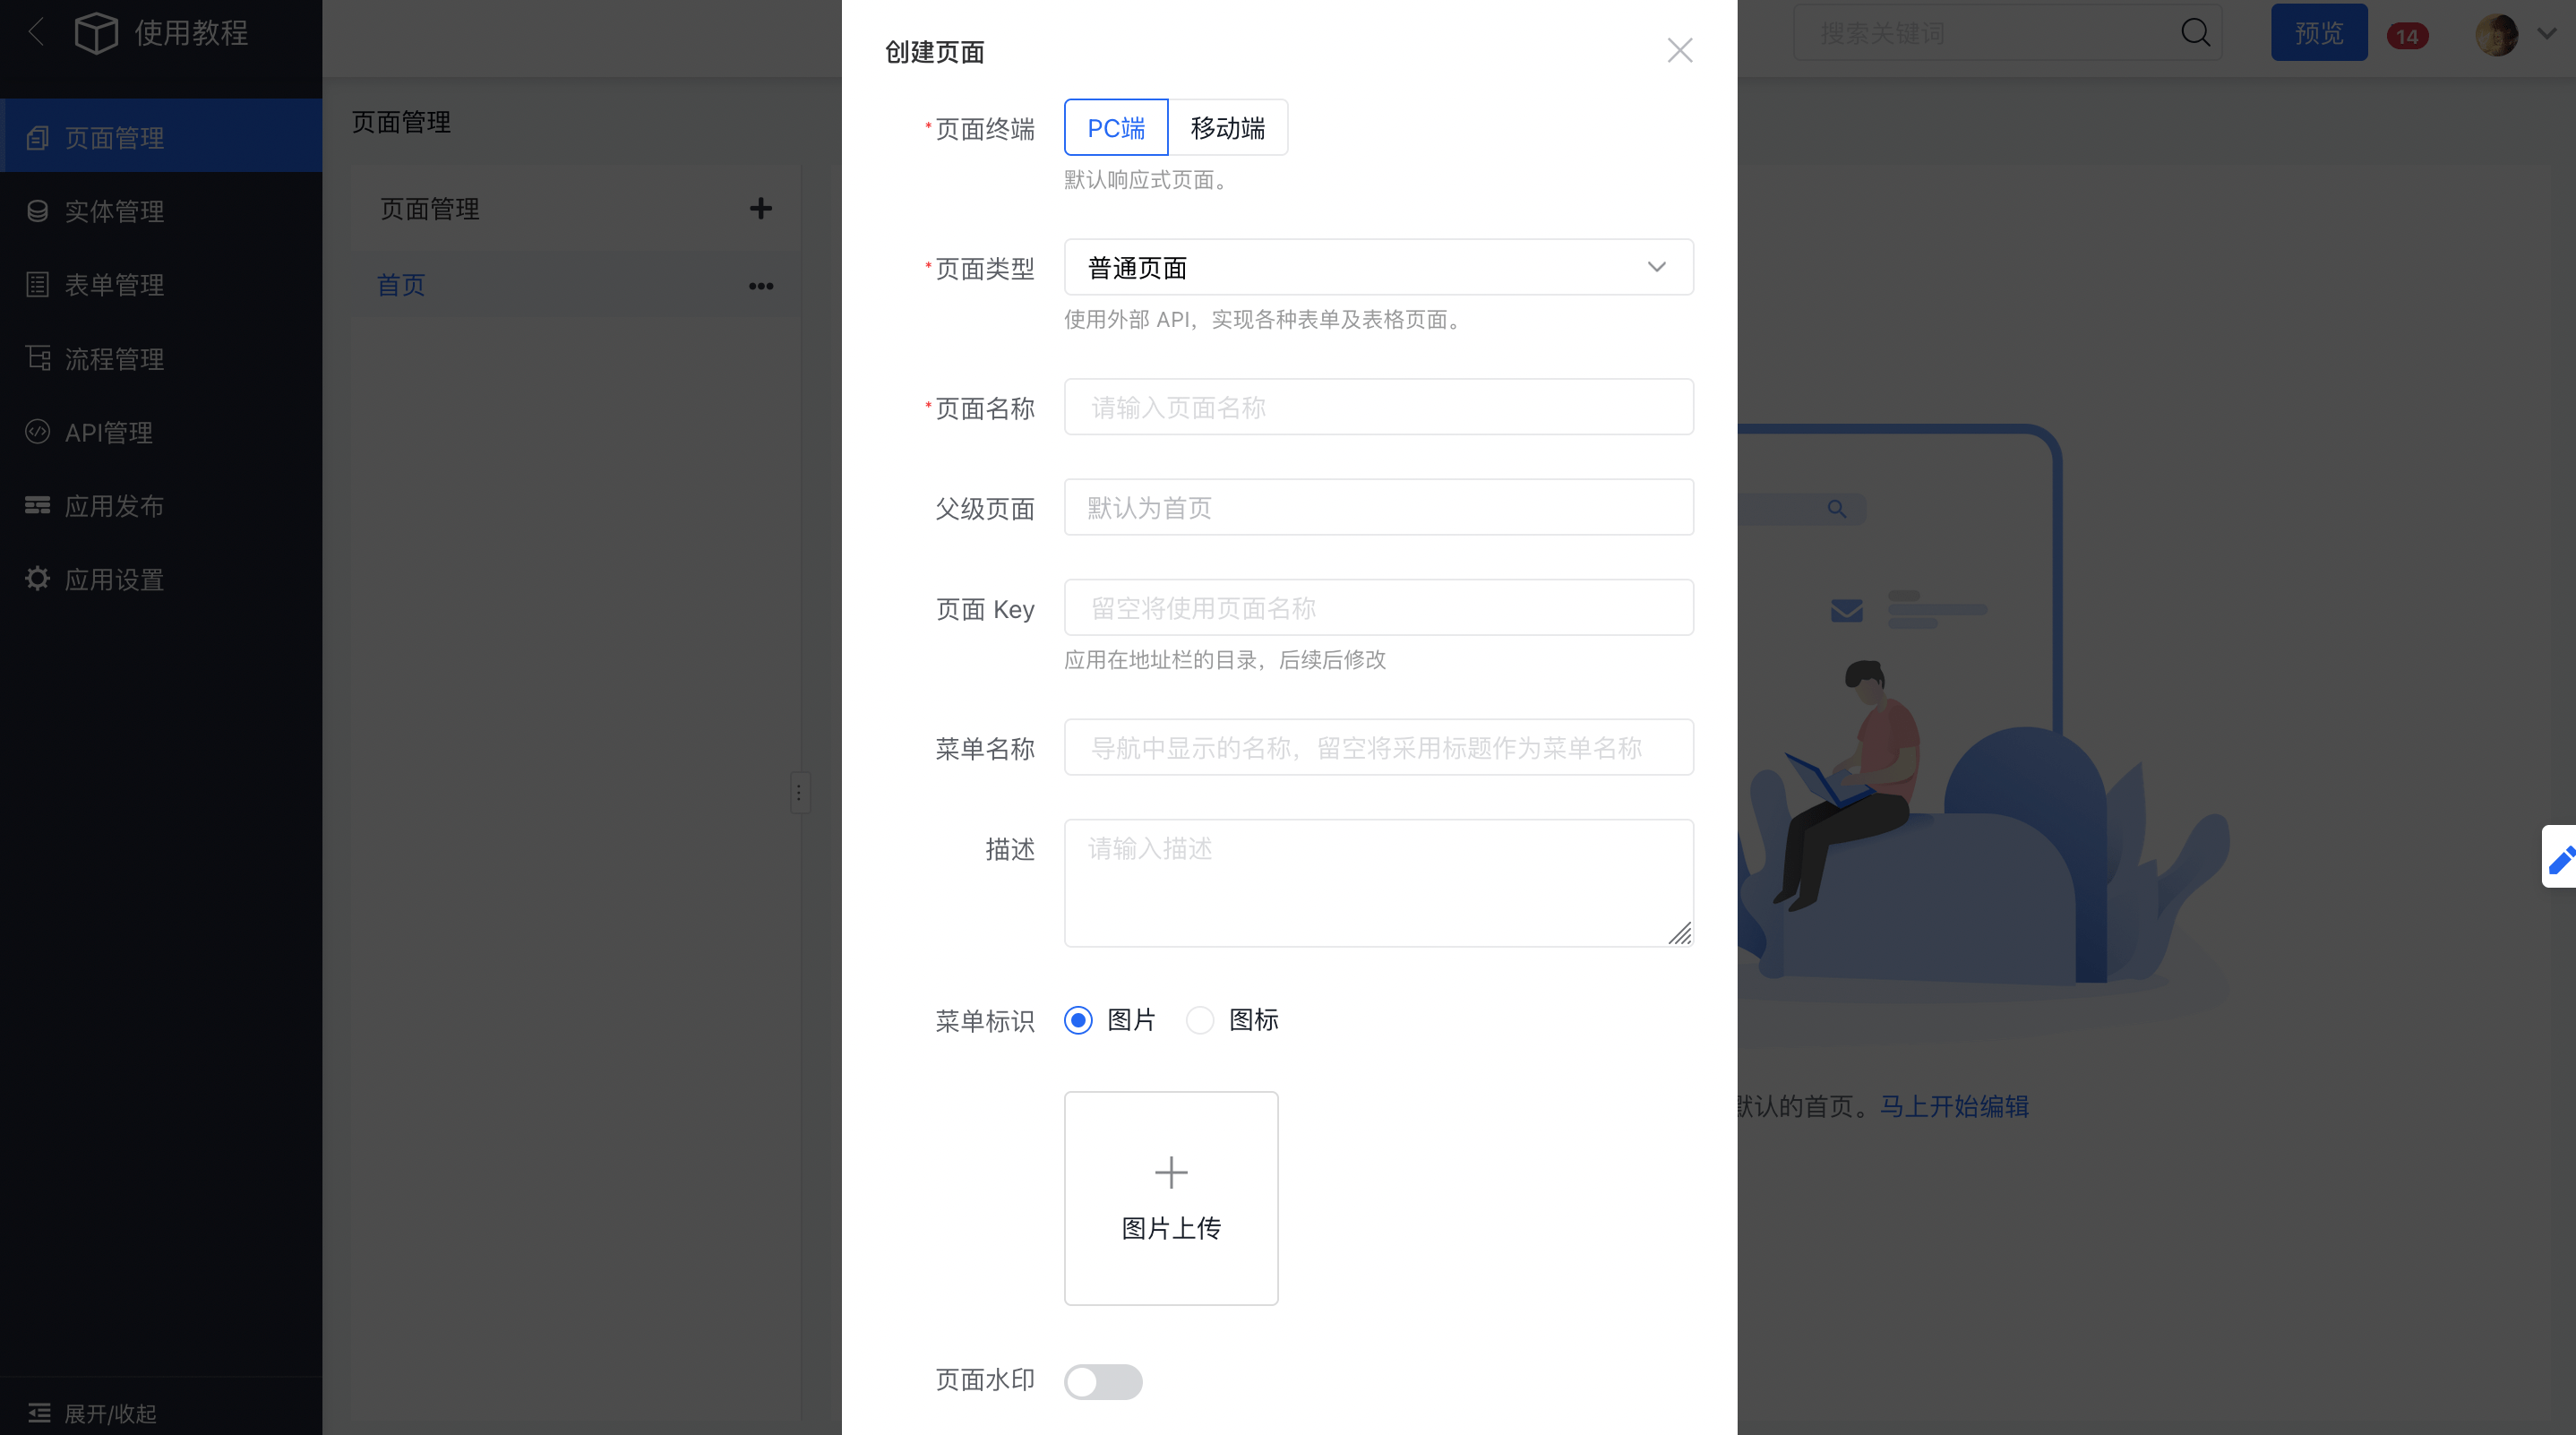 使用教程
搜索关键词
预览
14
页面管理
实体管理
表单管理
流程管理
API管理
应用发布
应用设置
展开/收起
页面管理
页面管理
首页
创建页面
*页面终端
PC端
移动端
默认响应式页面。
*页面类型
普通页面
使用外部 API，实现各种表单及表格页面。
*页面名称
请输入页面名称
父级页面
默认为首页
页面 Key
留空将使用页面名称
应用在地址栏的目录，后续后修改
菜单名称
导航中显示的名称，留空将采用标题作为菜单名称
描述
请输入描述
菜单标识
图片
图标
图片上传
页面水印
默认的首页。马上开始编辑